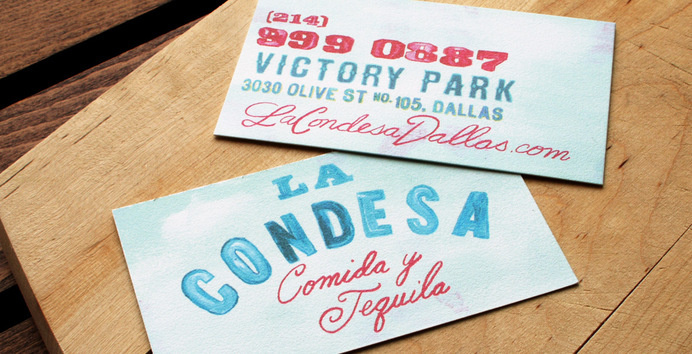 (214)
999 0887
VICTORY PARK
3030 OLIVE ST NO. 105, DALLAS
LaCondesaDallas.com
LA
CONDESA
Comida y
Tequila